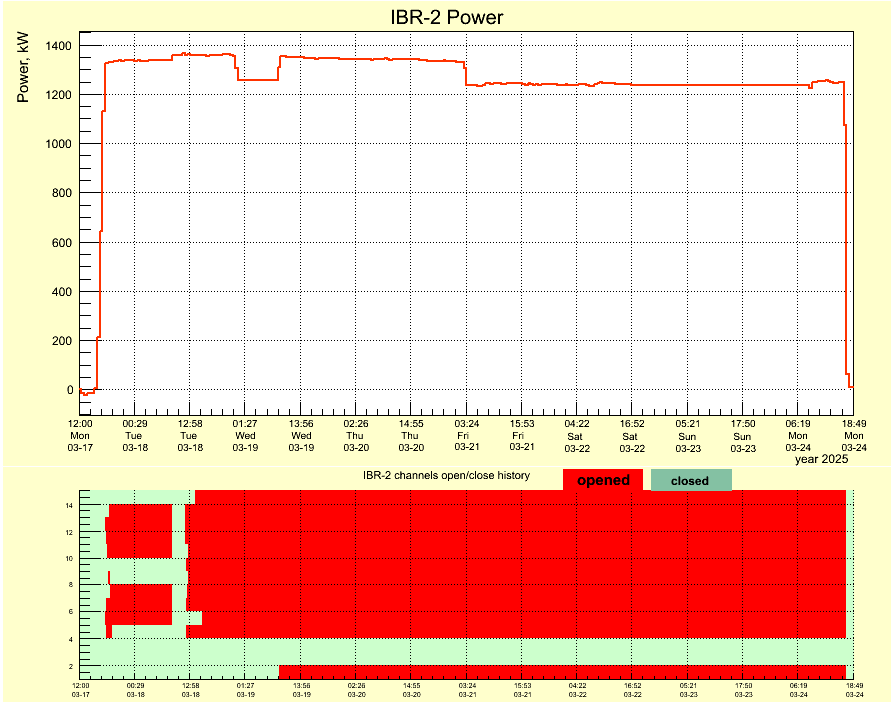 IBR-2 Power
Power, kW
1400
1200
1000
800
600
400
200
0
12:00 00:29 12:58 01:27 13:56 02:26 14:55 03:24 15:53 04:22 16:52 05:21 17:50 06:19 18:49
Mon Tue Tue Wed Wed Thu Thu Fri Fri Sat Sat Sun Sun Mon Mon
03-17 03-18 03-18 03-19 03-19 03-20 03-20 03-21 03-21 03-22 03-22 03-23 03-23 03-24 03-24
year 2025
IBR-2 channels open/close history opened closed
14
12
10
8
6
4
2
12:00 00:29 12:58 01:27 13:56 02:26 14:55 03:24 15:53 04:22 16:52 05:21 17:50 06:19 18:49
03-17 03-18 03-18 03-19 03-19 03-20 03-20 03-21 03-21 03-22 03-22 03-23 03-23 03-24 03-24